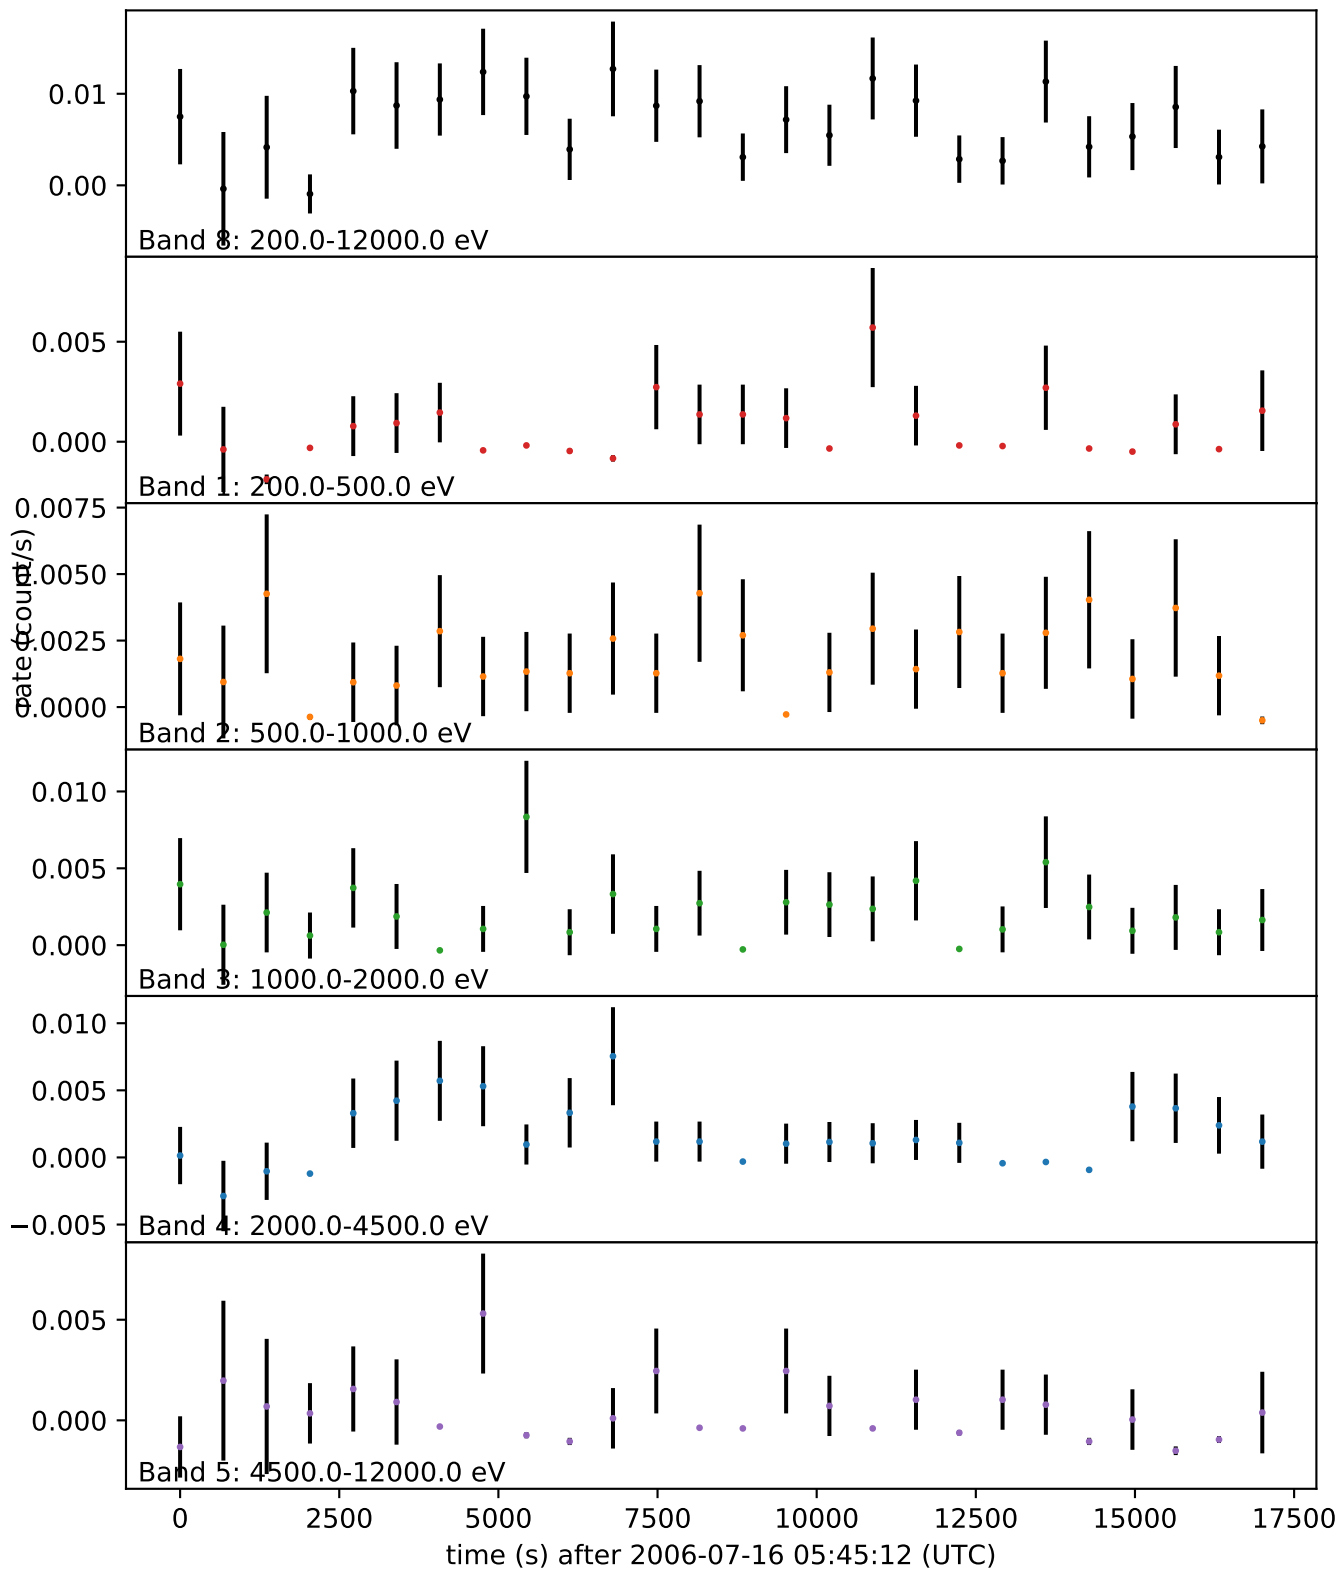 0.01
0.00
Band 8: 200.0-12000.0 eV
0.005
0.000
Band 1: 200.0-500.0 eV
rate (count/s)
0.0075
0.0050
0.0025
0.0000
Band 2: 500.0-1000.0 eV
0.010
0.005
0.000
Band 3: 1000.0-2000.0 eV
0.010
0.005
0.000
−0.005
Band 4: 2000.0-4500.0 eV
0.005
0.000
Band 5: 4500.0-12000.0 eV
0 2500 5000 7500 10000 12500 15000 17500
time (s) after 2006-07-16 05:45:12 (UTC)